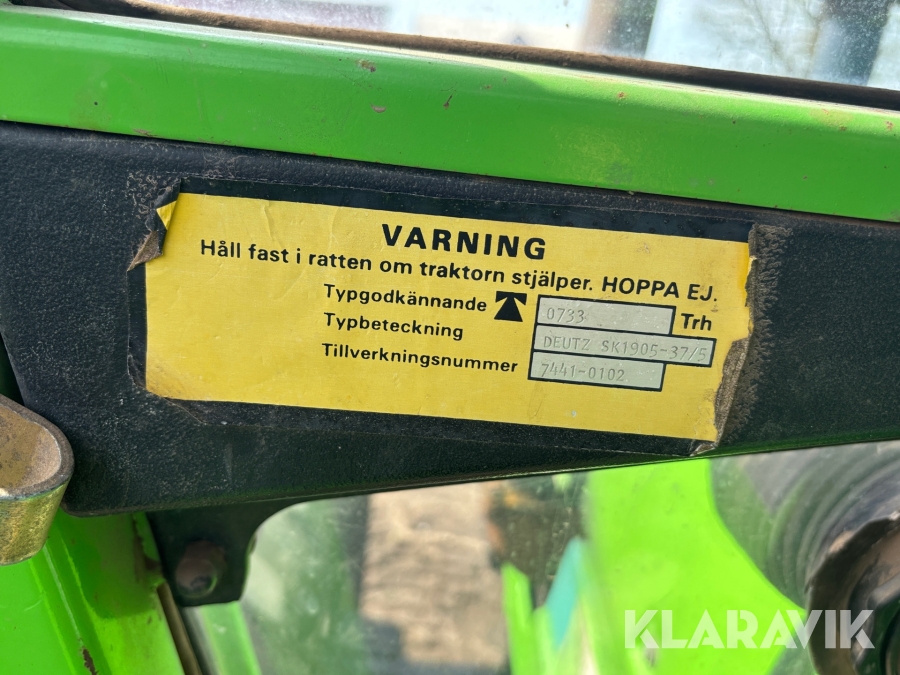 VARNING
Håll fast i ratten om traktorn stjälper. HOPPA EJ.
Typgodkännande 0733 Trh
Typbeteckning DEUTZ SK1905-37/5
Tillverkningsnummer 7441-0102
KLARAVIK